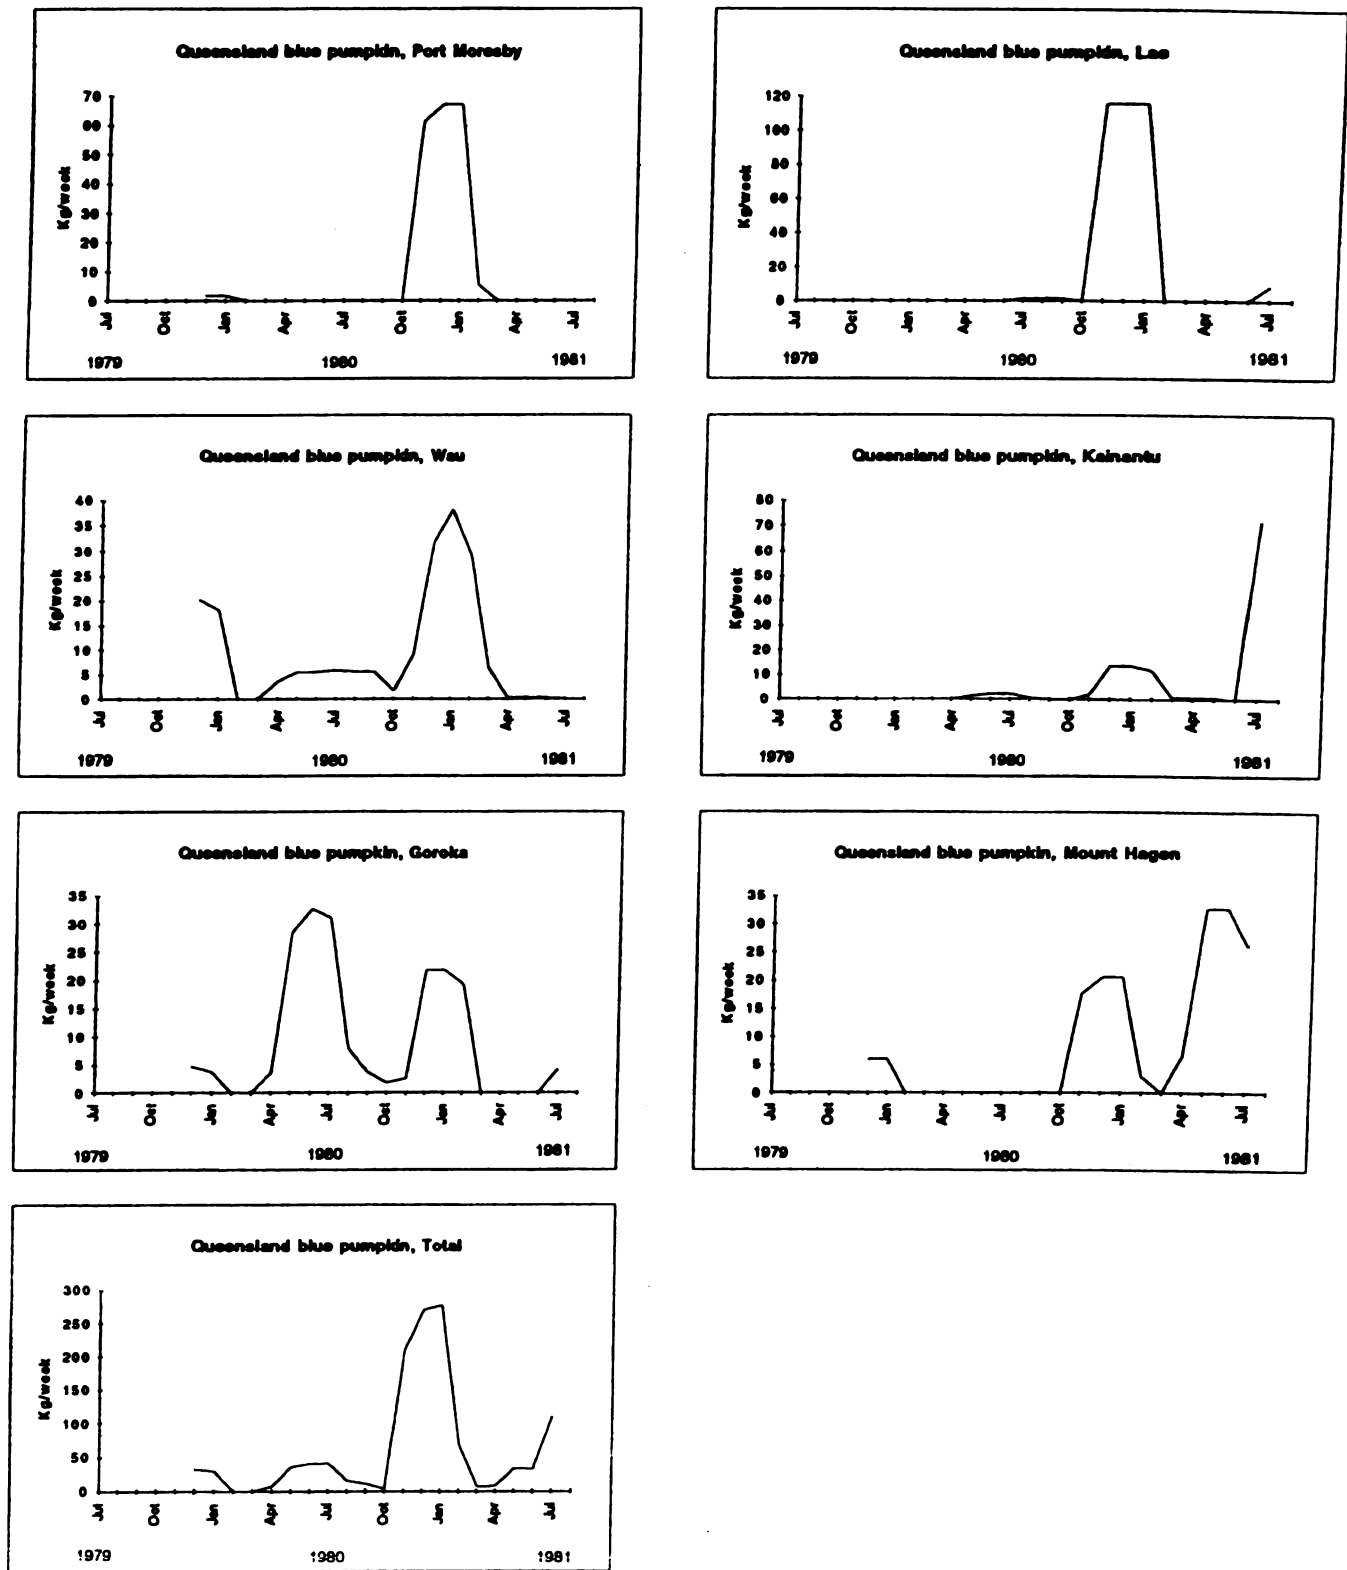 Queensland blue pumpkin, Port Moresby
70
60
50
40
30
20
10
0
Kg/week
Jul
Oct
Jan
Apr
Jul
Oct
Jan
Apr
Jul
1979
1980
1981
Queensland blue pumpkin, Lae
120
100
80
60
40
20
0
Kg/week
Jul
Oct
Jan
Apr
Jul
Oct
Jan
Apr
Jul
1979
1980
1981
Queensland blue pumpkin, Wau
40
35
30
25
20
15
10
5
0
Kg/week
Jul
Oct
Jan
Apr
Jul
Oct
Jan
Apr
Jul
1979
1980
1981
Queensland blue pumpkin, Kainantu
80
70
60
50
40
30
20
10
0
Kg/week
Jul
Oct
Jan
Apr
Jul
Oct
Jan
Apr
Jul
1979
1980
1981
Queensland blue pumpkin, Goroka
35
30
25
20
15
10
5
0
Kg/week
Jul
Oct
Jan
Apr
Jul
Oct
Jan
Apr
Jul
1979
1980
1981
Queensland blue pumpkin, Mount Hagen
35
30
25
20
15
10
5
0
Kg/week
Jul
Oct
Jan
Apr
Jul
Oct
Jan
Apr
Jul
1979
1980
1981
Queensland blue pumpkin, Total
300
250
200
150
100
50
0
Kg/week
Jul
Oct
Jan
Apr
Jul
Oct
Jan
Apr
Jul
1979
1980
1981